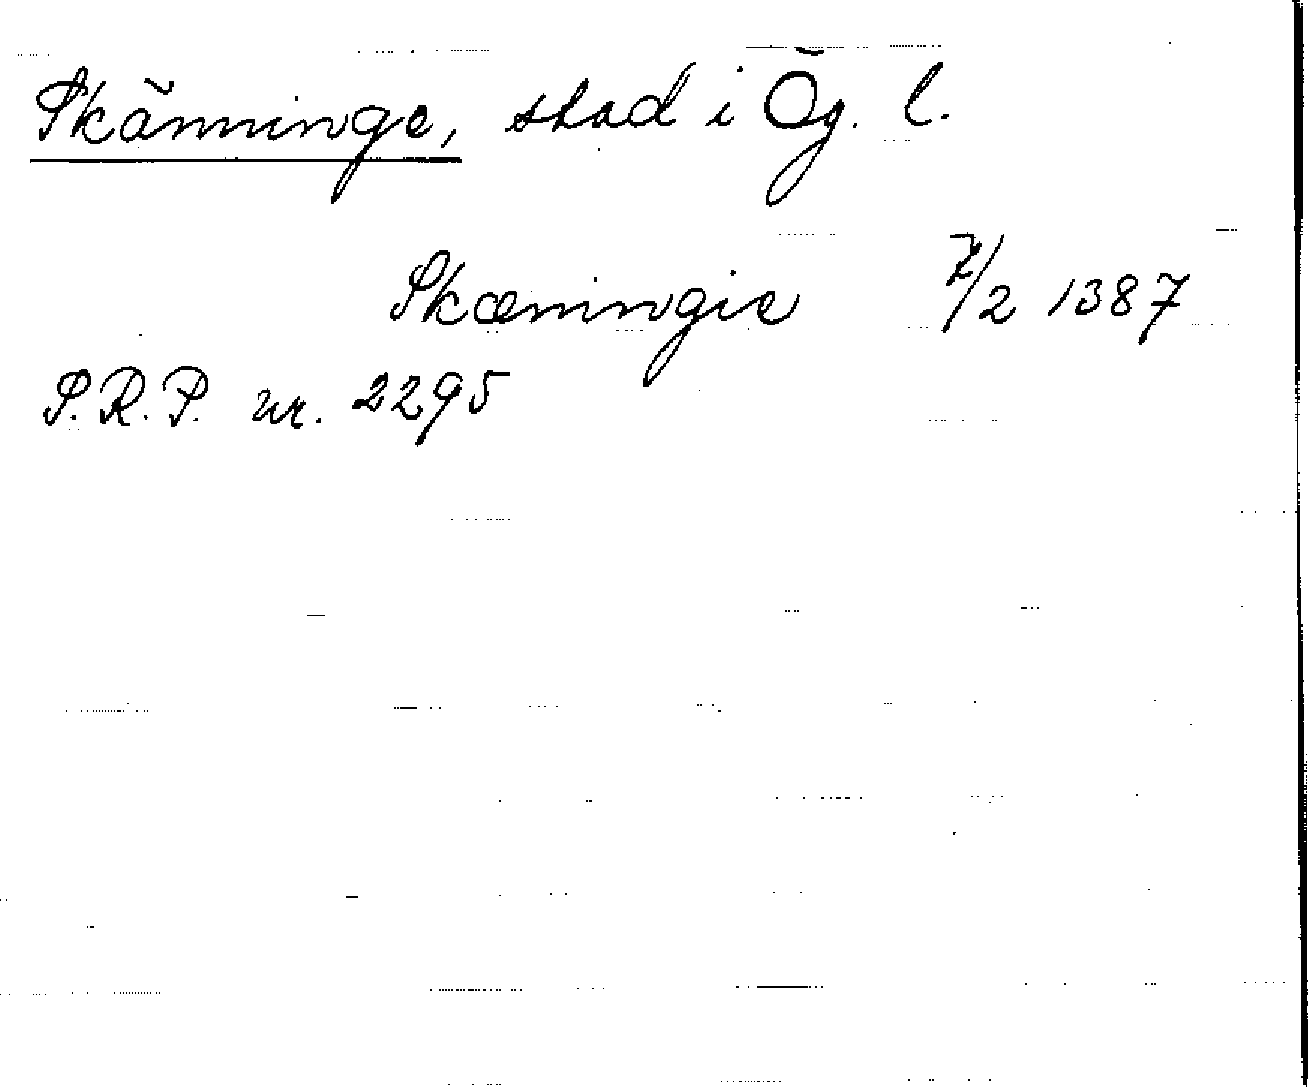 Skänninge, stad i Ög. l.
Skæningie 7/2 1387
S.R.P. nr. 2295